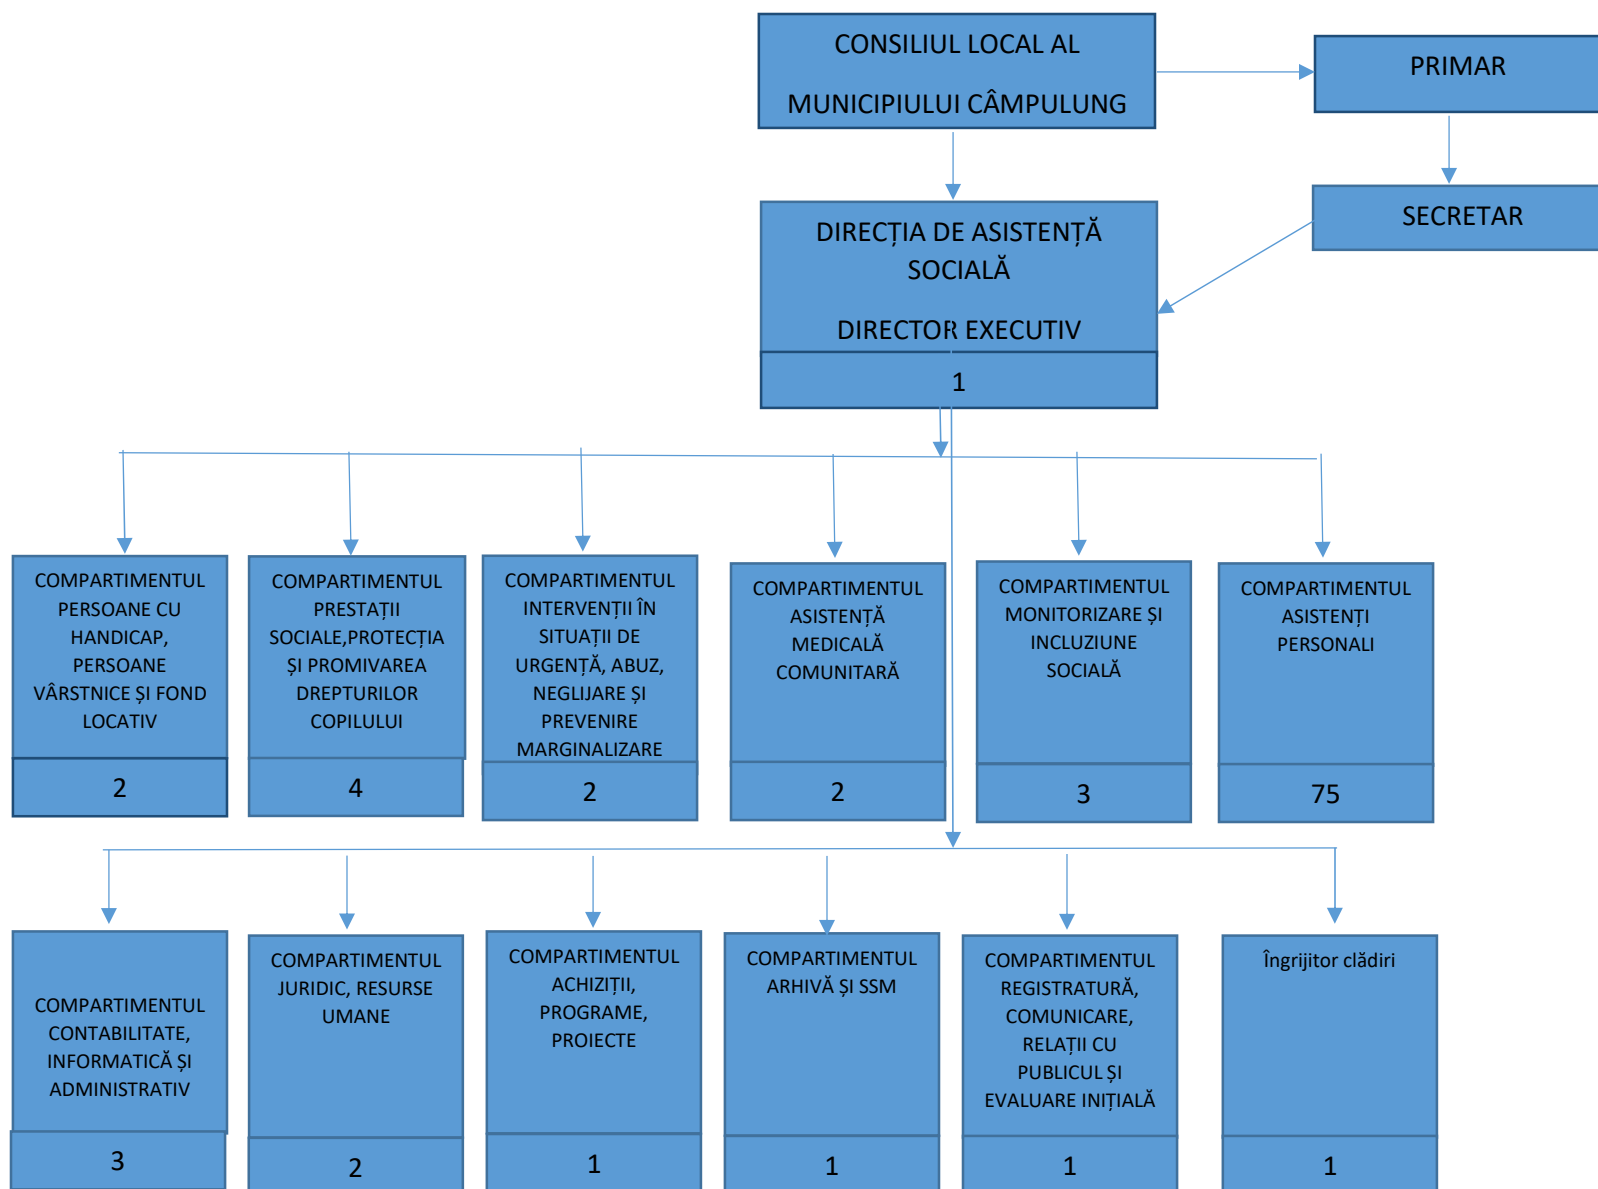 CONSILIUL LOCAL AL
MUNICIPIULUI CÂMPULUNG
PRIMAR
SECRETAR
DIRECȚIA DE ASISTENȚĂ
SOCIALĂ
DIRECTOR EXECUTIV
1
COMPARTIMENTUL
PERSOANE CU
HANDICAP,
PERSOANE
VÂRSTNICE ȘI FOND
LOCATIV
2
COMPARTIMENTUL
PRESTAȚII
SOCIALE,PROTECȚIA
ȘI PROMIVAREA
DREPTURILOR
COPILULUI
4
COMPARTIMENTUL
INTERVENȚII ÎN
SITUAȚII DE
URGENȚĂ, ABUZ,
NEGLIJARE ȘI
PREVENIRE
MARGINALIZARE
2
COMPARTIMENTUL
ASISTENȚĂ
MEDICALĂ
COMUNITARĂ
2
COMPARTIMENTUL
MONITORIZARE ȘI
INCLUZIUNE
SOCIALĂ
3
COMPARTIMENTUL
ASISTENȚI
PERSONALI
75
COMPARTIMENTUL
CONTABILITATE,
INFORMATICĂ ȘI
ADMINISTRATIV
3
COMPARTIMENTUL
JURIDIC, RESURSE
UMANE
2
COMPARTIMENTUL
ACHIZIȚII,
PROGRAME,
PROIECTE
1
COMPARTIMENTUL
ARHIVĂ ȘI SSM
1
COMPARTIMENTUL
REGISTRATURĂ,
COMUNICARE,
RELAȚII CU
PUBLICUL ȘI
EVALUARE INIȚIALĂ
1
Îngrijitor clădiri
1